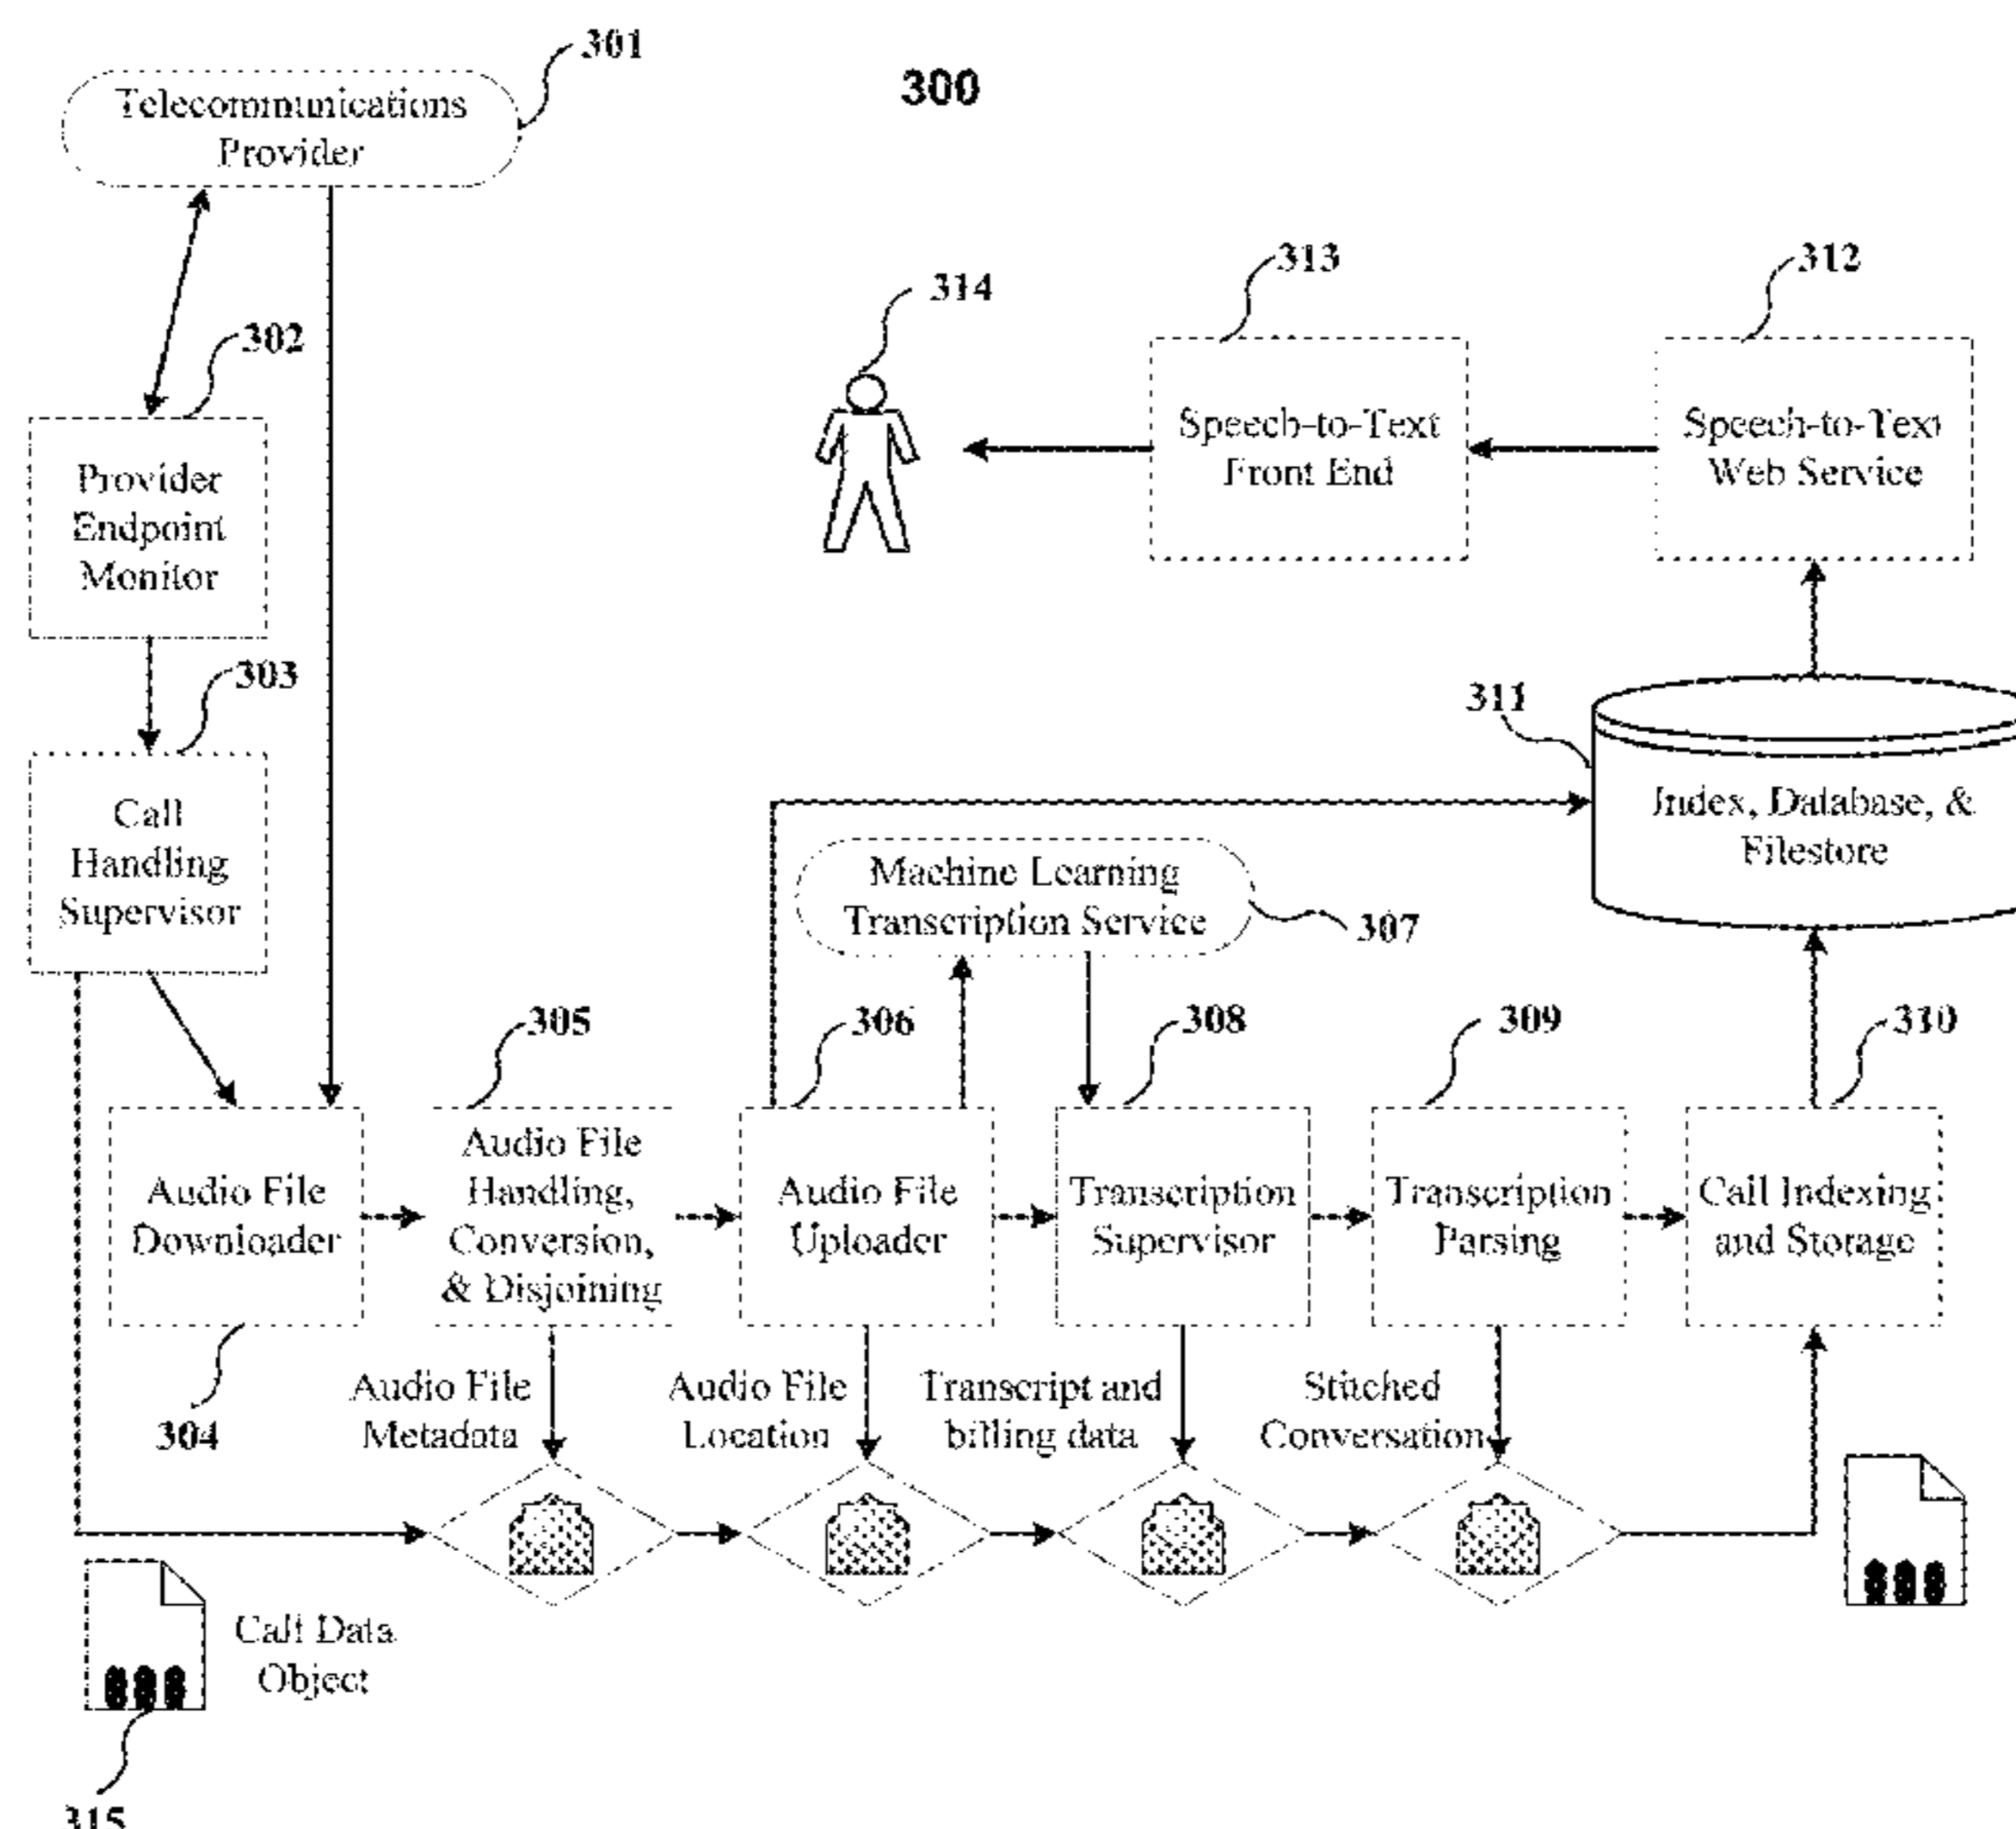 301
300
Telecommunications
Provider
302
313
312
314
Speech-to-Text
Front End
Speech-to-Text
Web Service
Provider
Endpoint
Monitor
303
311
Index, Database, &
Filestore
Call
Handling
Supervisor
Machine Learning
Transcription Service
307
305
306
308
309
310
Audio File
Downloader
Audio File
Handling,
Conversion,
& Disjoining
Audio File
Uploader
Transcription
Supervisor
Transcription
Parsing
Call Indexing
and Storage
304
Audio File
Metadata
Audio File
Location
Transcript and
billing data
Stitched
Conversation
Call Data
Object
315